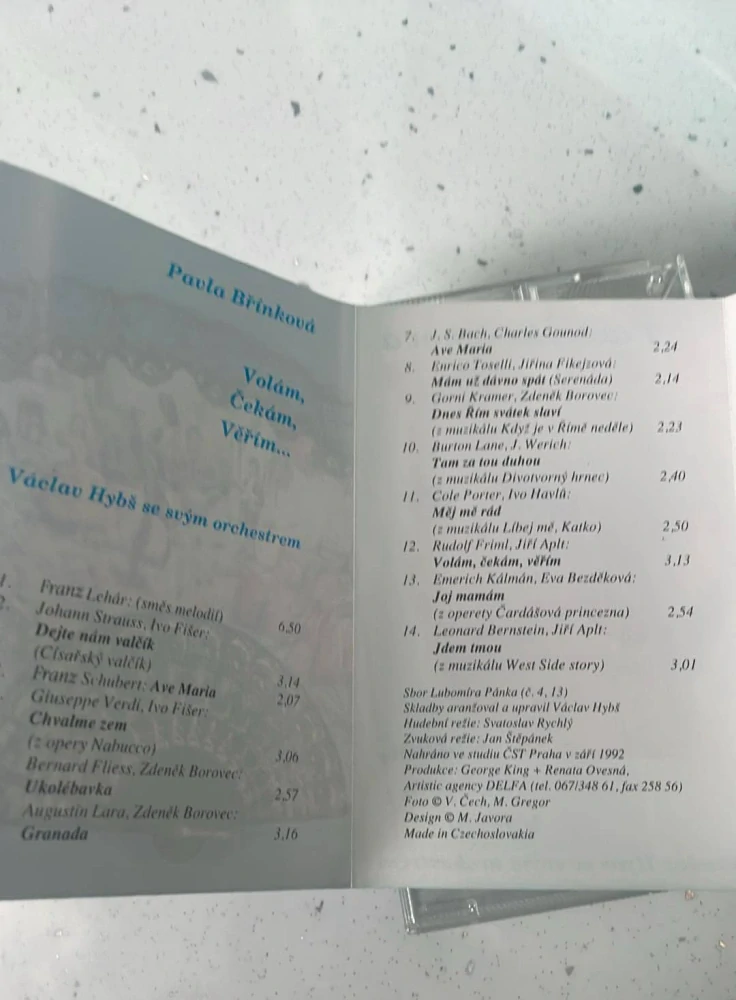 Pavla Břinková
Volám,
Čekám,
Věřím...
Václav Hybš se svým orchestrem
1. Franz Lehár: (směs melodií) 6,50
2. Johann Strauss, Ivo Fišer:
Dejte nám valčík
(Císařský valčík) 3,14
Franz Schubert: Ave Maria 2,07
Giuseppe Verdi, Ivo Fišer:
Chvalme zem
(z opery Nabucco) 3,06
Bernard Fliess, Zdeněk Borovec:
Ukolébavka 2,57
Augustin Lara, Zdeněk Borovec:
Granada 3,16
7. J. S. Bach, Charles Gounod:
Ave Maria 2,24
8. Enrico Toselli, Jiřina Fikejzová:
Mám už dávno spát (Serenáda) 2,14
9. Gorni Kramer, Zdeněk Borovec:
Dnes Řím svátek slaví
(z muzikálu Když je v Římě neděle) 2,23
10. Burton Lane, J. Werich:
Tam za tou duhou
(z muzikálu Divotvorný hrnec) 2,40
11. Cole Porter, Ivo Havlů:
Měj mě rád
(z muzikálu Líbej mě, Katko) 2,50
12. Rudolf Friml, Jiří Aplt:
Volám, čekám, věřím 3,13
13. Emerich Kálmán, Eva Bezděková:
Joj mamám
(z operety Čardášová princezna) 2,54
14. Leonard Bernstein, Jiří Aplt:
Jdem tmou
(z muzikálu West Side story) 3,01
Sbor Lubomíra Pánka (č. 4, 13)
Skladby aranžoval a upravil Václav Hybš
Hudební režie: Svatoslav Rychlý
Zvuková režie: Jan Štěpánek
Nahráno ve studiu ČST Praha v září 1992
Produkce: George King + Renata Ovesná,
Artistic agency DELFA (tel. 067/348 61, fax 258 56)
Foto © V. Čech, M. Gregor
Design © M. Javora
Made in Czechoslovakia